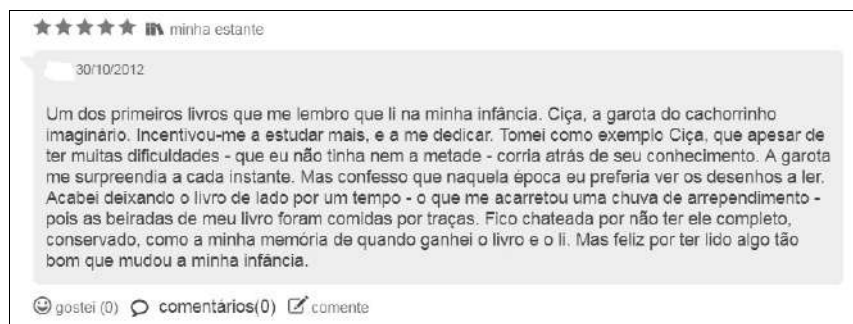 minha estante
30/10/2012
Um dos primeiros livros que me lembro que li na minha infância. Ciça, a garota do cachorrinho
imaginário. Incentivou-me a estudar mais, e a me dedicar. Tomei como exemplo Ciça, que apesar de
ter muitas dificuldades - que eu não tinha nem a metade - corria atrás de seu conhecimento. A garota
me surpreendia a cada instante. Mas confesso que naquela época eu preferia ver os desenhos a ler.
Acabei deixando o livro de lado por um tempo - o que me acarretou uma chuva de arrependimento -
pois as beiradas de meu livro foram comidas por traças. Fico chateada por não ter ele completo,
conservado, como a minha memória de quando ganhei o livro e o li. Mas feliz por ter lido algo tão
bom que mudou a minha infância.
gostei (0) comentários(0) comente